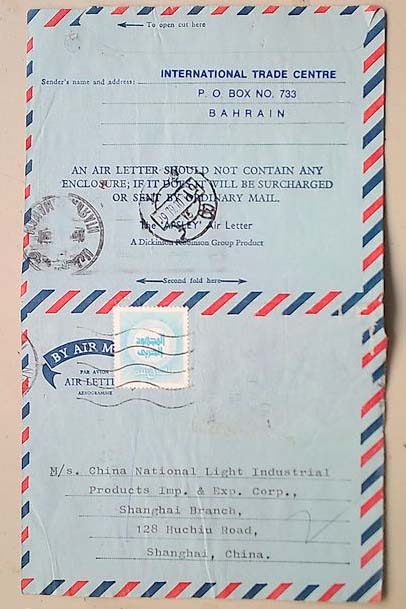 To open cut here
Sender's name and address:
INTERNATIONAL TRADE CENTRE
P. O BOX NO. 733
BAHRAIN
AN AIR LETTER SHOULD NOT CONTAIN ANY
ENCLOSURE; IF IT DOES IT WILL BE SURCHARGED
OR SENT BY ORDINARY MAIL.
The 'APSLEY' Air Letter
A Dickinson Robinson Group Product
Second fold here
BY AIR M
PAR AVION
AIR LETTE
AEROGRAMME
M/s. China National Light Industrial
Products Imp. & Exp. Corp.,
Shanghai Branch,
128 Huchiu Road,
Shanghai, China.